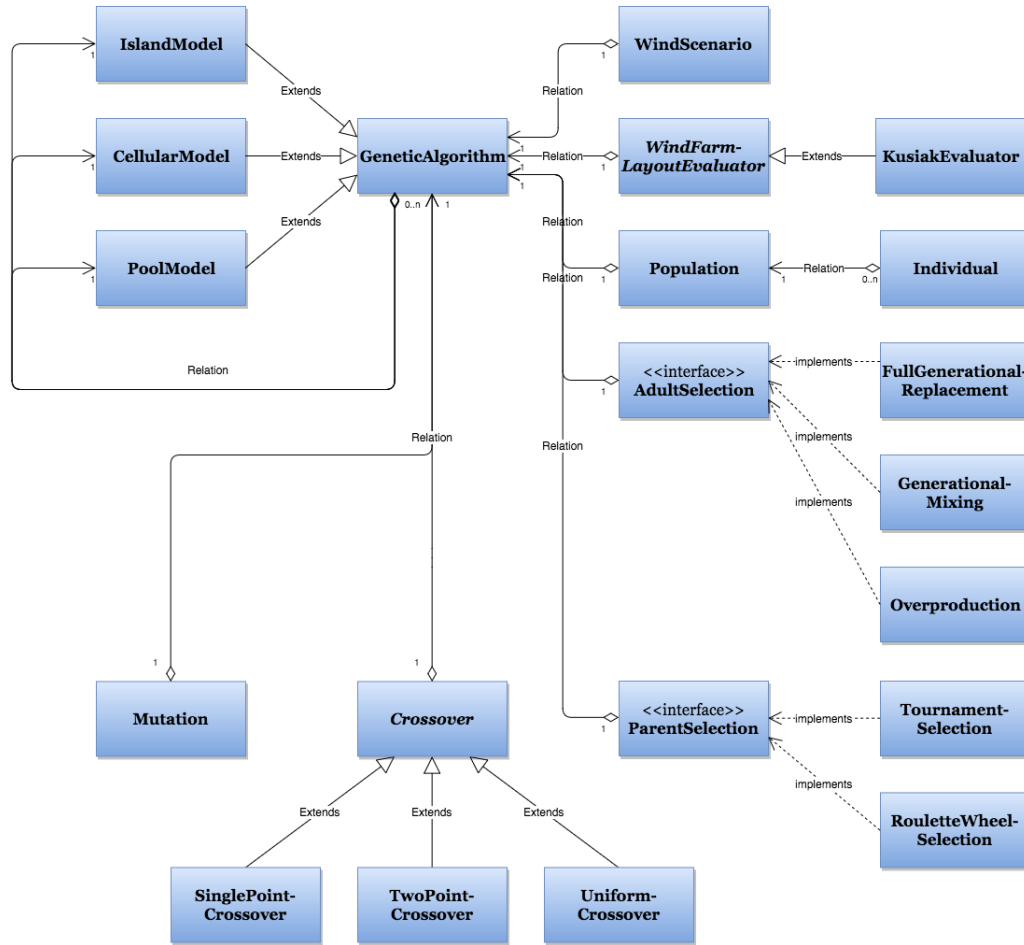 IslandModel
WindScenario
1
1
Extends
Relation
CellularModel
GeneticAlgorithm
WindFarm-
LayoutEvaluator
KusiakEvaluator
Extends
Relation
Extends
1
1
1
1
1
0..n
1
Extends
Relation
PoolModel
Population
Relation
Individual
1
1
1
0..n
Relation
Relation
<<interface>>
AdultSelection
implements
FullGenerational-
Replacement
1
Relation
Relation
implements
Generational-
Mixing
implements
Overproduction
1
1
Mutation
Crossover
<<interface>>
ParentSelection
1
implements
Tournament-
Selection
implements
Extends
Extends
Extends
RouletteWheel-
Selection
SinglePoint-
Crossover
TwoPoint-
Crossover
Uniform-
Crossover